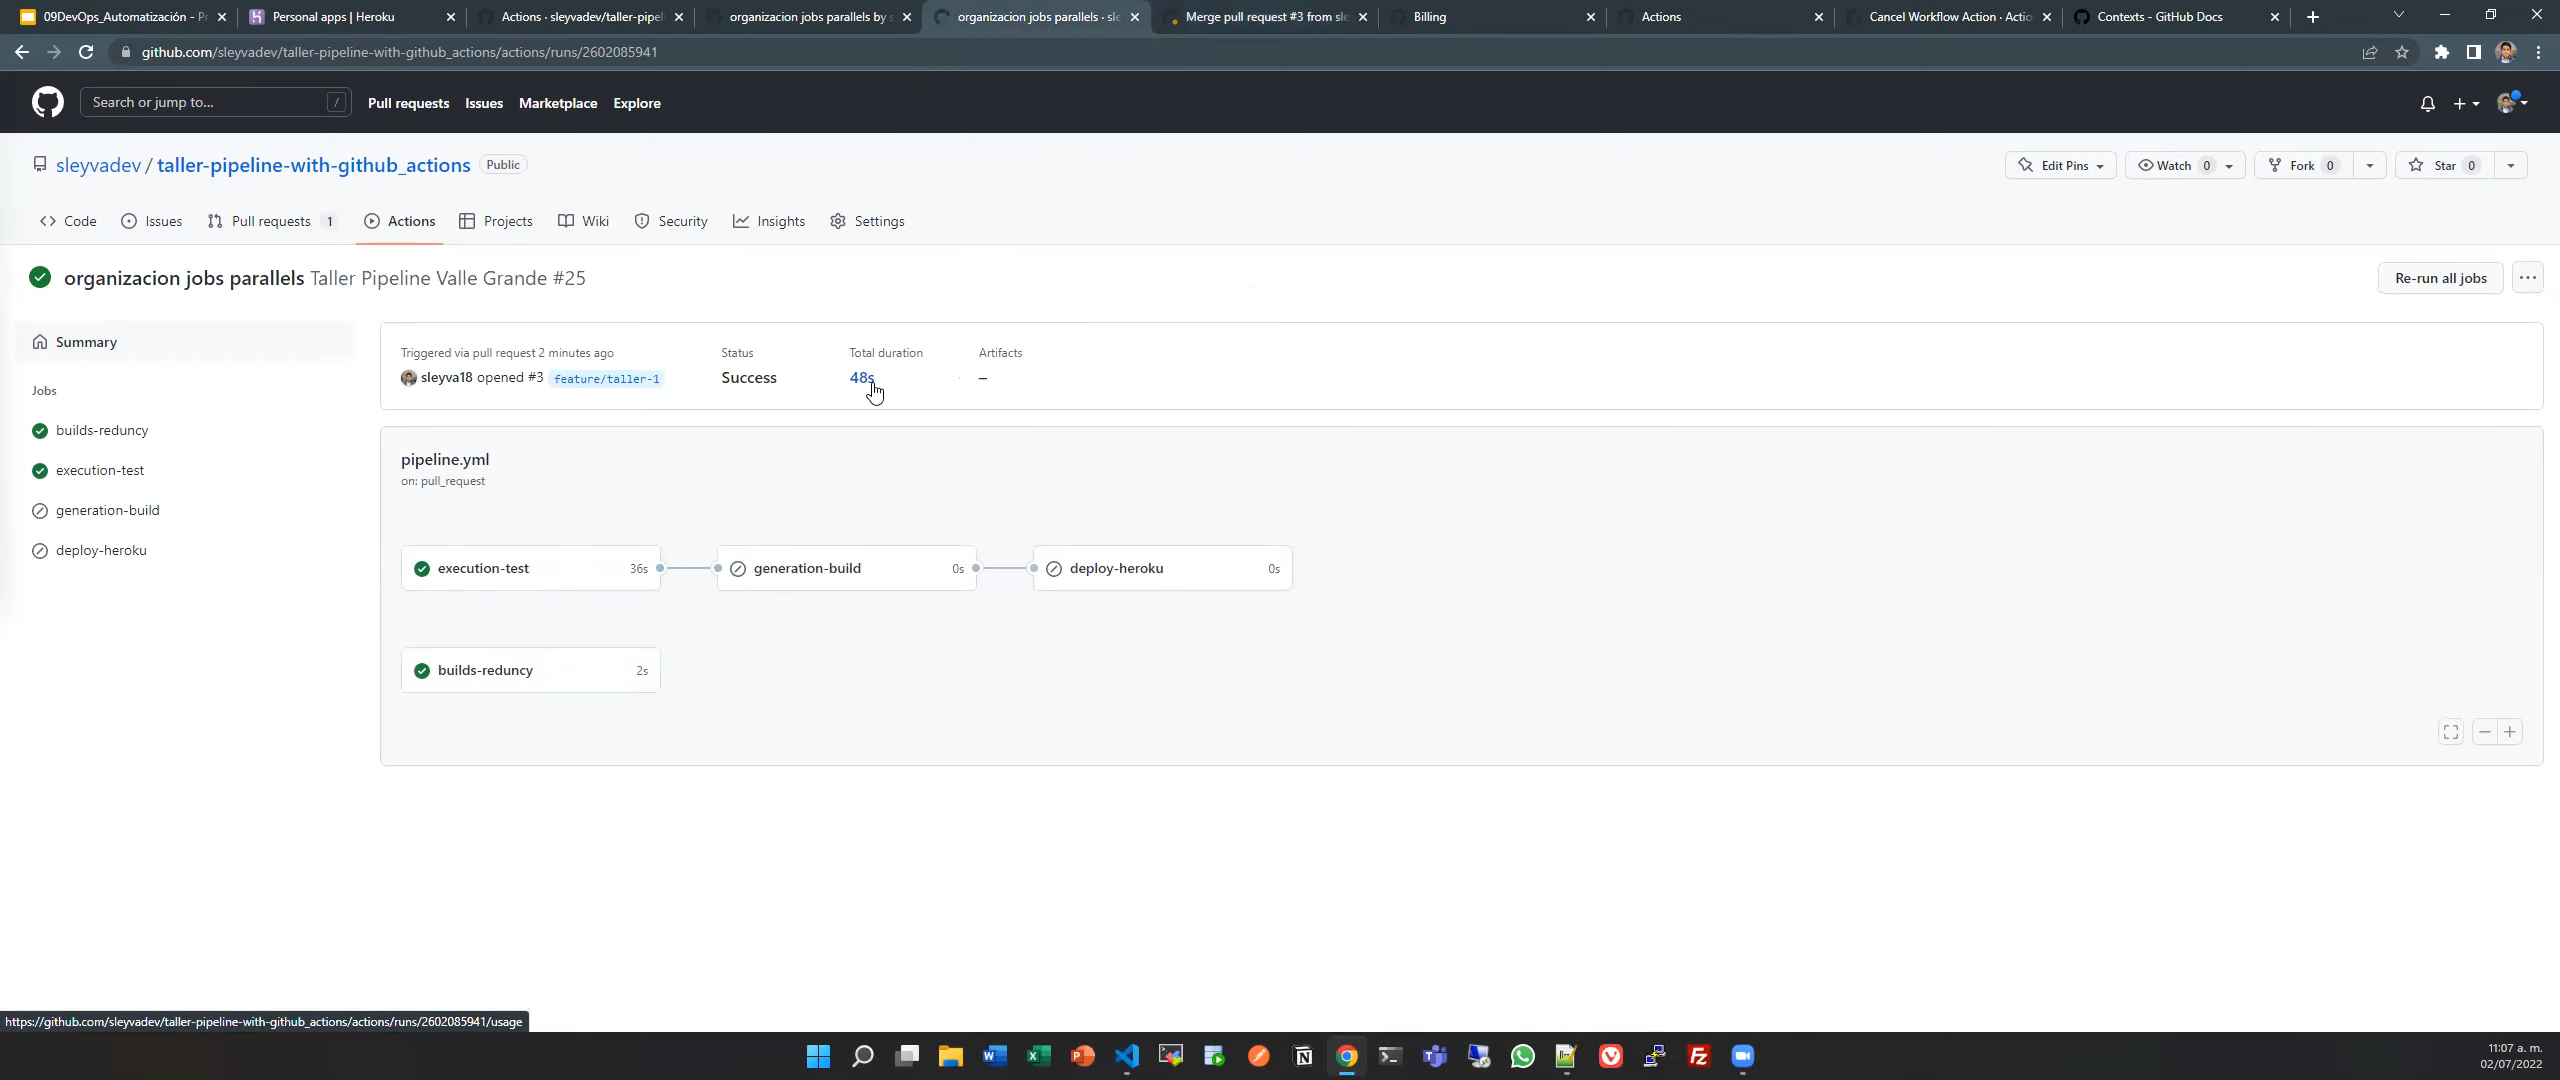 09DevOps_Automatización - Pr
Personal apps | Heroku
Actions · sleyvadev/taller-pipel
organizacion jobs parallels by s
organizacion jobs parallels · sle
Merge pull request #3 from sle
Billing
Actions
Cancel Workflow Action · Actio
Contexts - GitHub Docs
github.com/sleyvadev/taller-pipeline-with-github_actions/actions/runs/2602085941
Search or jump to...
/
Pull requests
Issues
Marketplace
Explore
sleyvadev / taller-pipeline-with-github_actions
Public
Edit Pins
Watch 0
Fork 0
Star 0
Code
Issues
Pull requests 1
Actions
Projects
Wiki
Security
Insights
Settings
organizacion jobs parallels Taller Pipeline Valle Grande #25
Re-run all jobs
Summary
Jobs
builds-reduncy
execution-test
generation-build
deploy-heroku
Triggered via pull request 2 minutes ago
sleyva18 opened #3 feature/taller-1
Status
Success
Total duration
48s
Artifacts
–
pipeline.yml
on: pull_request
execution-test 36s
generation-build 0s
deploy-heroku 0s
builds-reduncy 2s
https://github.com/sleyvadev/taller-pipeline-with-github_actions/actions/runs/2602085941/usage
11:07 a. m.
02/07/2022